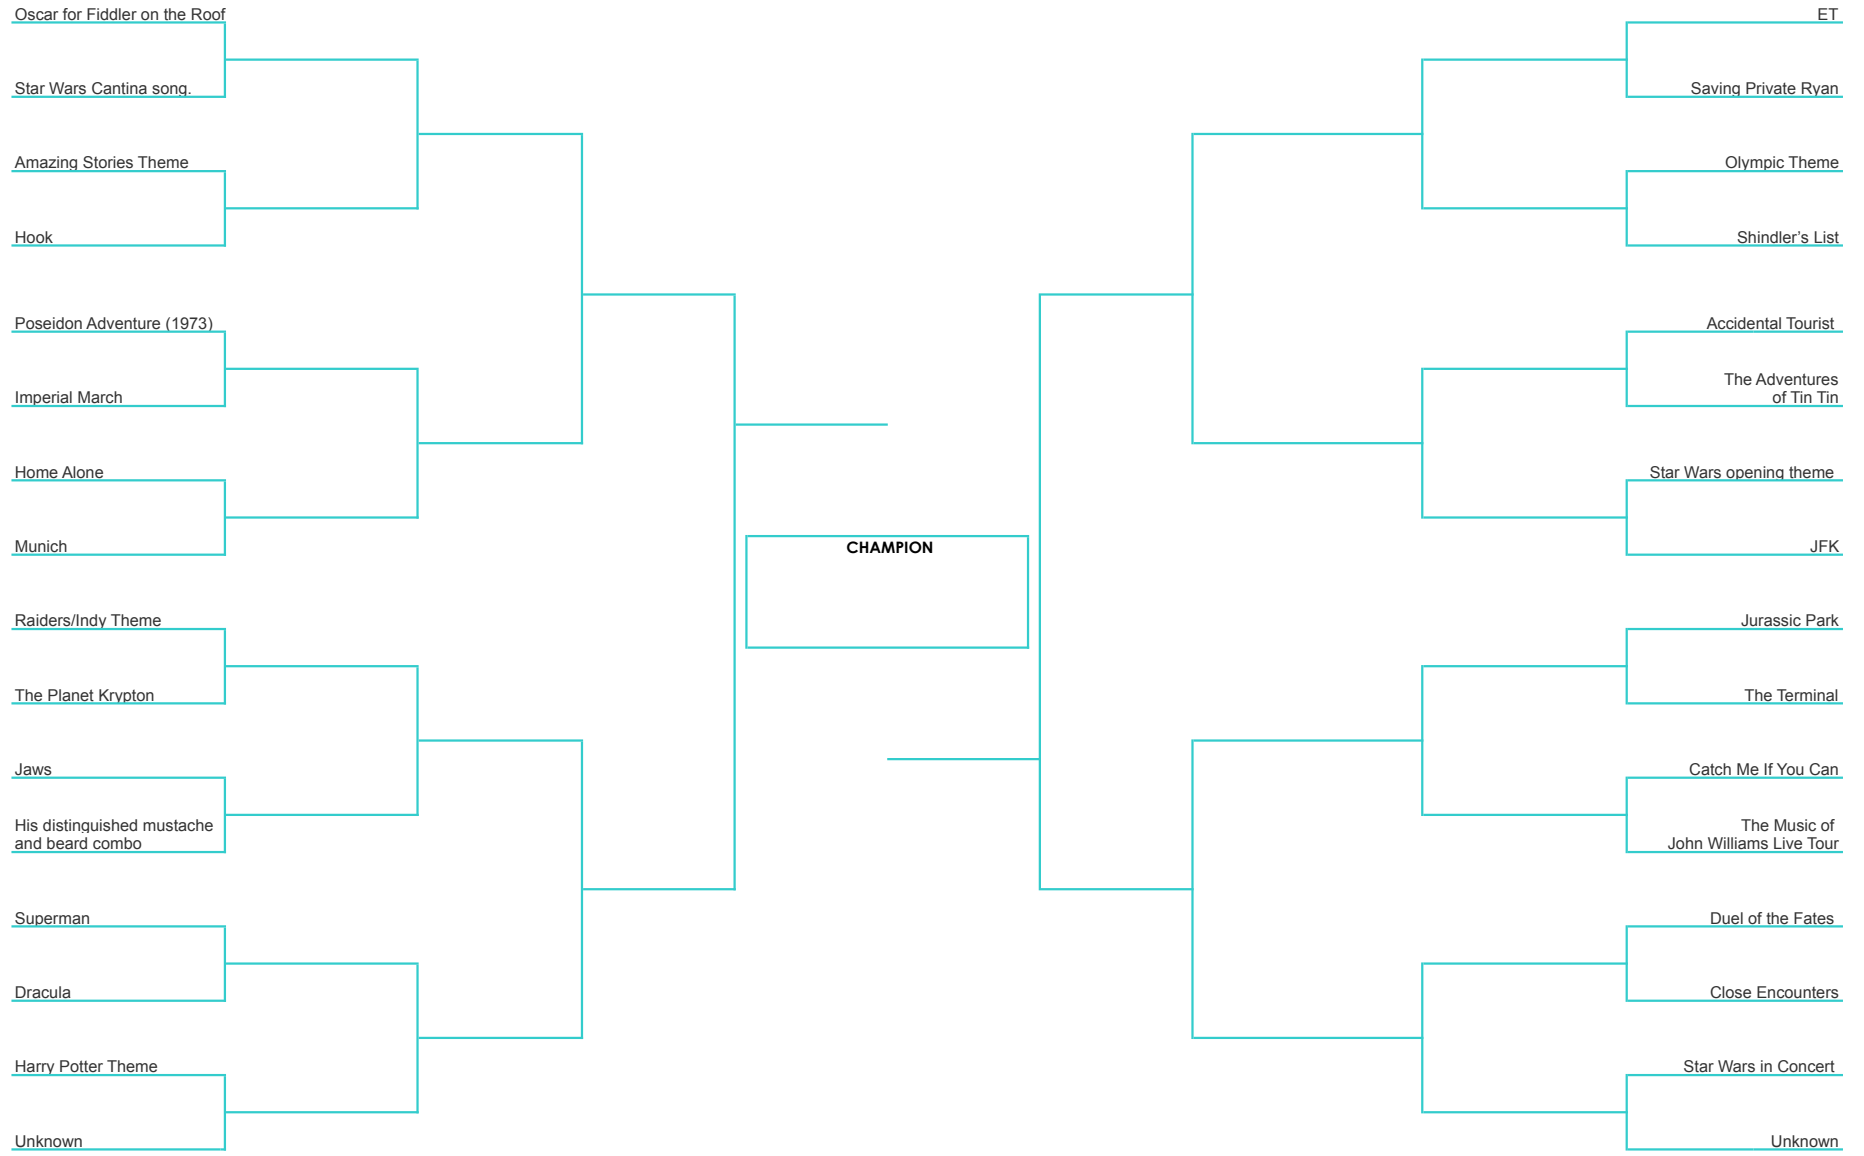 Oscar for Fiddler on the Roof
Star Wars Cantina song.
Amazing Stories Theme
Hook
Poseidon Adventure (1973)
Imperial March
Home Alone
Munich
Raiders/Indy Theme
The Planet Krypton
Jaws
His distinguished mustache
and beard combo
Superman
Dracula
Harry Potter Theme
Unknown
CHAMPION
ET
Saving Private Ryan
Olympic Theme
Shindler’s List
Accidental Tourist
The Adventures
of Tin Tin
Star Wars opening theme
JFK
Jurassic Park
The Terminal
Catch Me If You Can
The Music of
John Williams Live Tour
Duel of the Fates
Close Encounters
Star Wars in Concert
Unknown